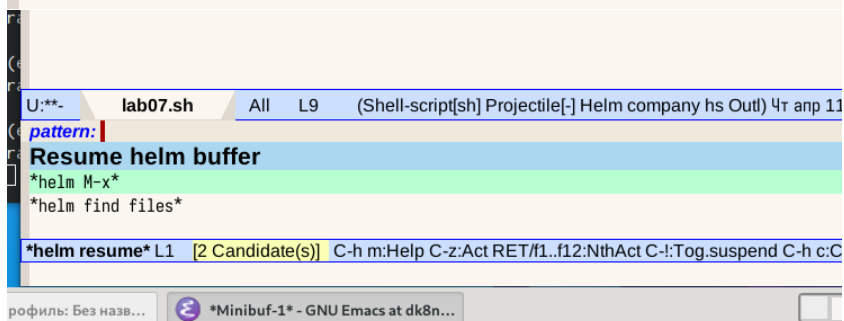 U:**- lab07.sh All L9 (Shell-script[sh] Projectile[-] Helm company hs Outl) Чт апр 11
pattern:
Resume helm buffer
*helm M-x*
*helm find files*
*helm resume* L1 [2 Candidate(s)] C-h m:Help C-z:Act RET/f1..f12:NthAct C-!:Tog.suspend C-h c:C
рофиль: Без назв... *Minibuf-1* - GNU Emacs at dk8n...